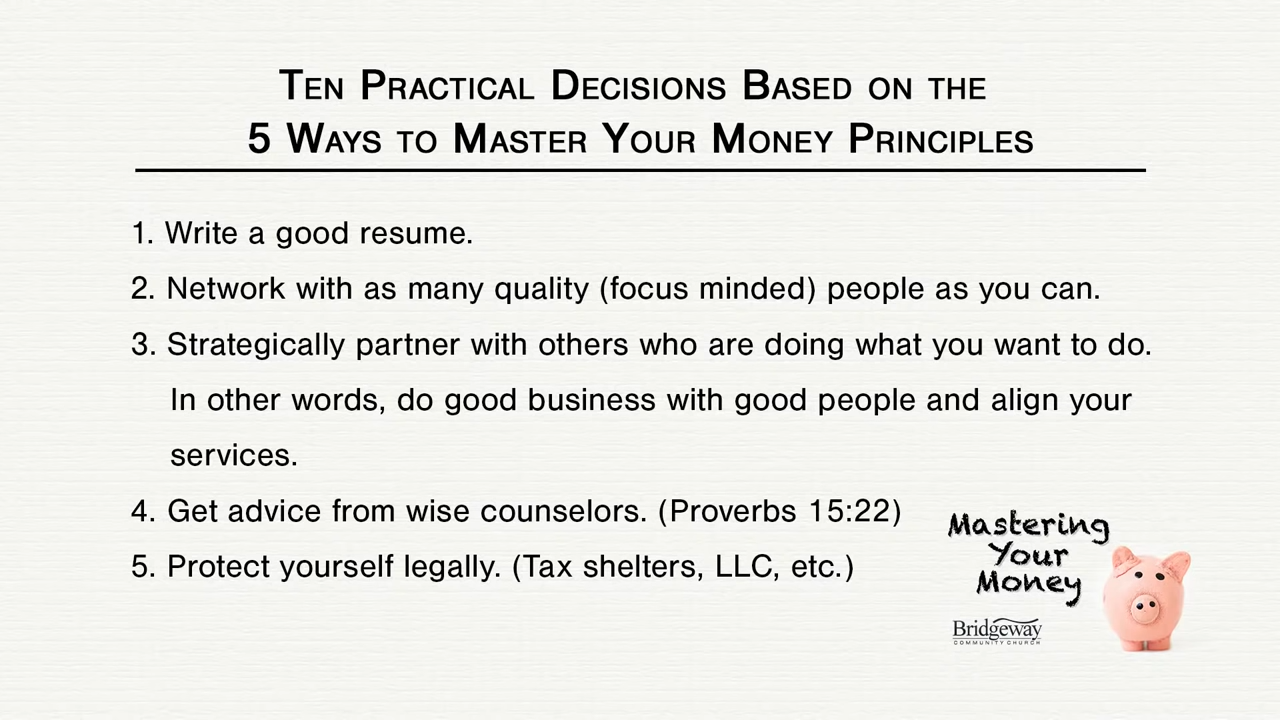 Ten Practical Decisions Based on the
5 Ways to Master Your Money Principles
1. Write a good resume.
2. Network with as many quality (focus minded) people as you can.
3. Strategically partner with others who are doing what you want to do.
In other words, do good business with good people and align your
services.
4. Get advice from wise counselors. (Proverbs 15:22)
5. Protect yourself legally. (Tax shelters, LLC, etc.)
Mastering
Your
Money
Bridgeway
COMMUNITY CHURCH